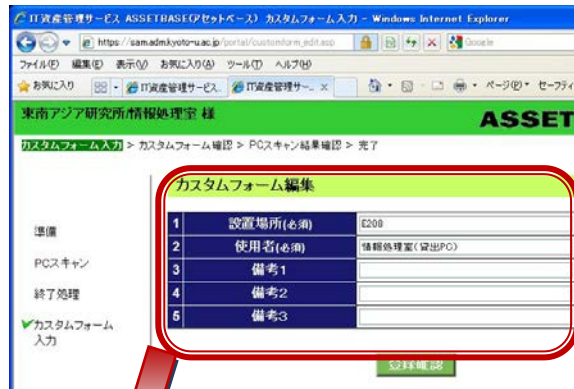 IT資産管理サービス ASSETBASE(アセットベース) カスタムフォーム入力 - Windows Internet Explorer
https://sam.adm.kyoto-u.ac.jp/portal/customform_edit.asp
Google
ファイル(F) 編集(E) 表示(V) お気に入り(A) ツール(T) ヘルプ(H)
お気に入り IT資産管理サービス... IT資産管理サー... x ページ(P)
東南アジア研究所/情報処理室 様
ASSET
カスタムフォーム入力 > カスタムフォーム確認 > PCスキャン結果確認 > 完了
カスタムフォーム編集
準備
PCスキャン
終了処理
カスタムフォーム
入力
1 設置場所(必須) E208
2 使用者(必須) 情報処理室(貸出PC)
3 備考1
4 備考2
5 備考3
登録確認